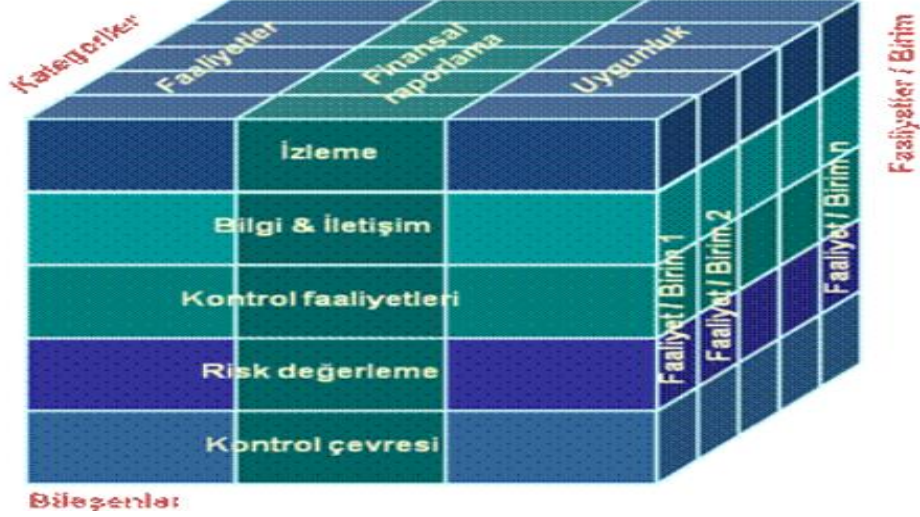 Kategoriler
Faaliyetler
Finansal
raporlama
Uygunluk
Faaliyetler / Birim
İzleme
Bilgi & İletişim
Kontrol faaliyetleri
Risk değerleme
Kontrol çevresi
Faaliyet / Birim 1
Faaliyet / Birim 2
Faaliyet / Birim n
Bileşenler